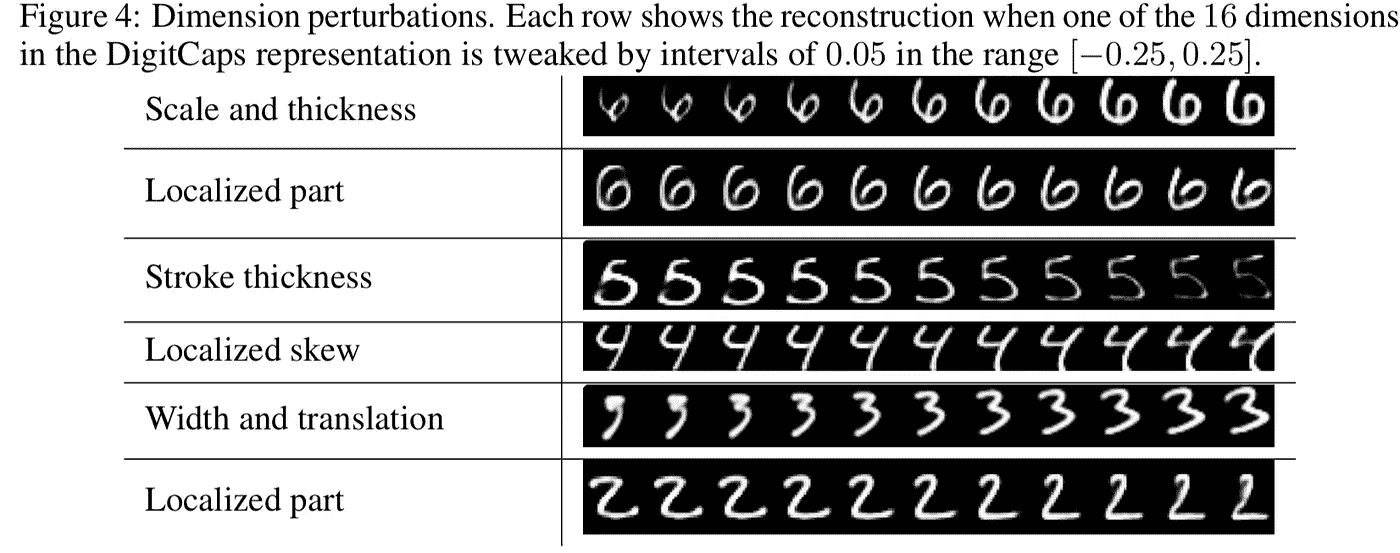 Figure 4: Dimension perturbations. Each row shows the reconstruction when one of the 16 dimensions
in the DigitCaps representation is tweaked by intervals of 0.05 in the range [−0.25, 0.25].
Scale and thickness 6 6 6 6 6 6 6 6 6 6 6
Localized part 6 6 6 6 6 6 6 6 6 6 6
Stroke thickness 5 5 5 5 5 5 5 5 5 5 5
Localized skew 4 4 4 4 4 4 4 4 4 4 4
Width and translation 3 3 3 3 3 3 3 3 3 3 3
Localized part 2 2 2 2 2 2 2 2 2 2 2